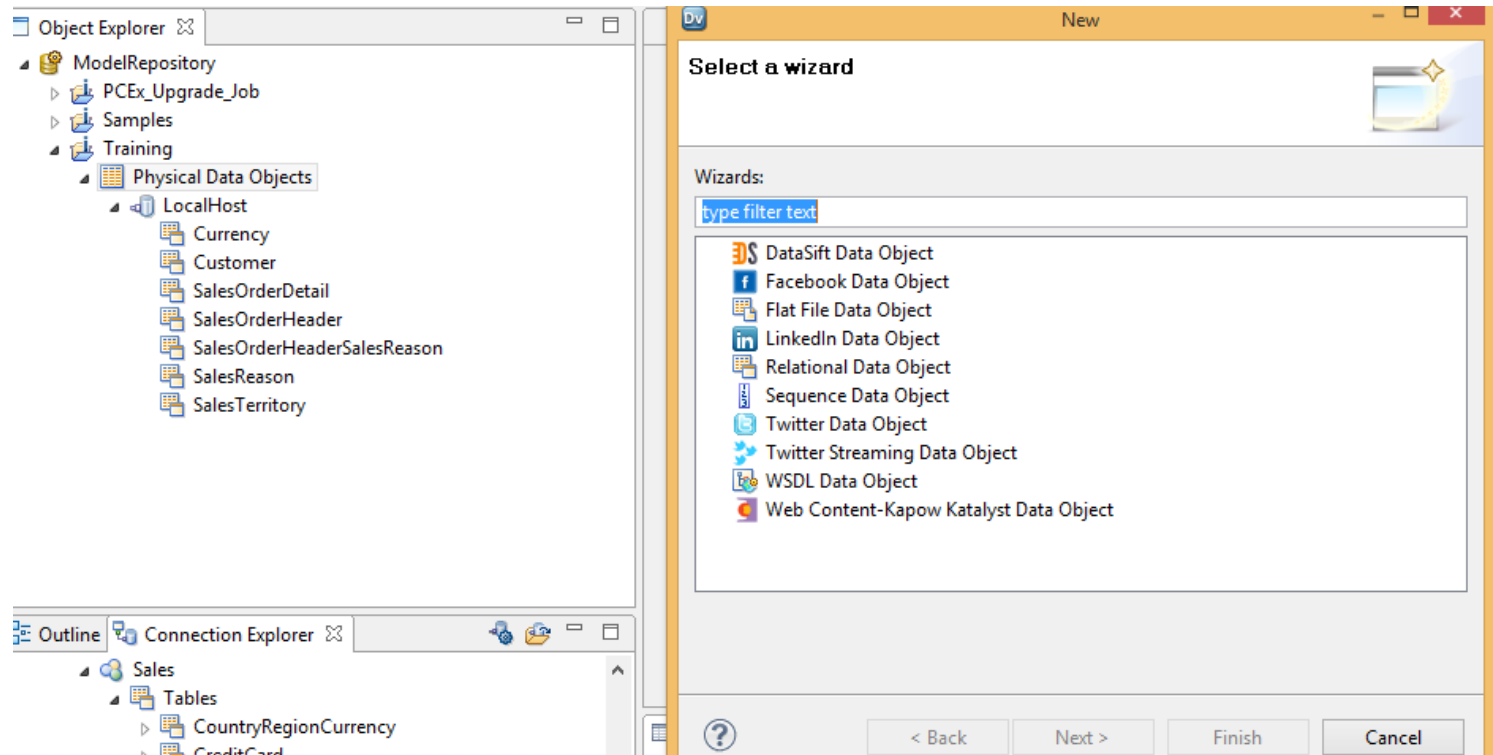 Object Explorer
ModelRepository
PCEx_Upgrade_Job
Samples
Training
Physical Data Objects
LocalHost
Currency
Customer
SalesOrderDetail
SalesOrderHeader
SalesOrderHeaderSalesReason
SalesReason
SalesTerritory
Outline
Connection Explorer
Sales
Tables
CountryRegionCurrency
CreditCard
Dv
New
Select a wizard
Wizards:
type filter text
DataSift Data Object
Facebook Data Object
Flat File Data Object
LinkedIn Data Object
Relational Data Object
Sequence Data Object
Twitter Data Object
Twitter Streaming Data Object
WSDL Data Object
Web Content-Kapow Katalyst Data Object
< Back
Next >
Finish
Cancel